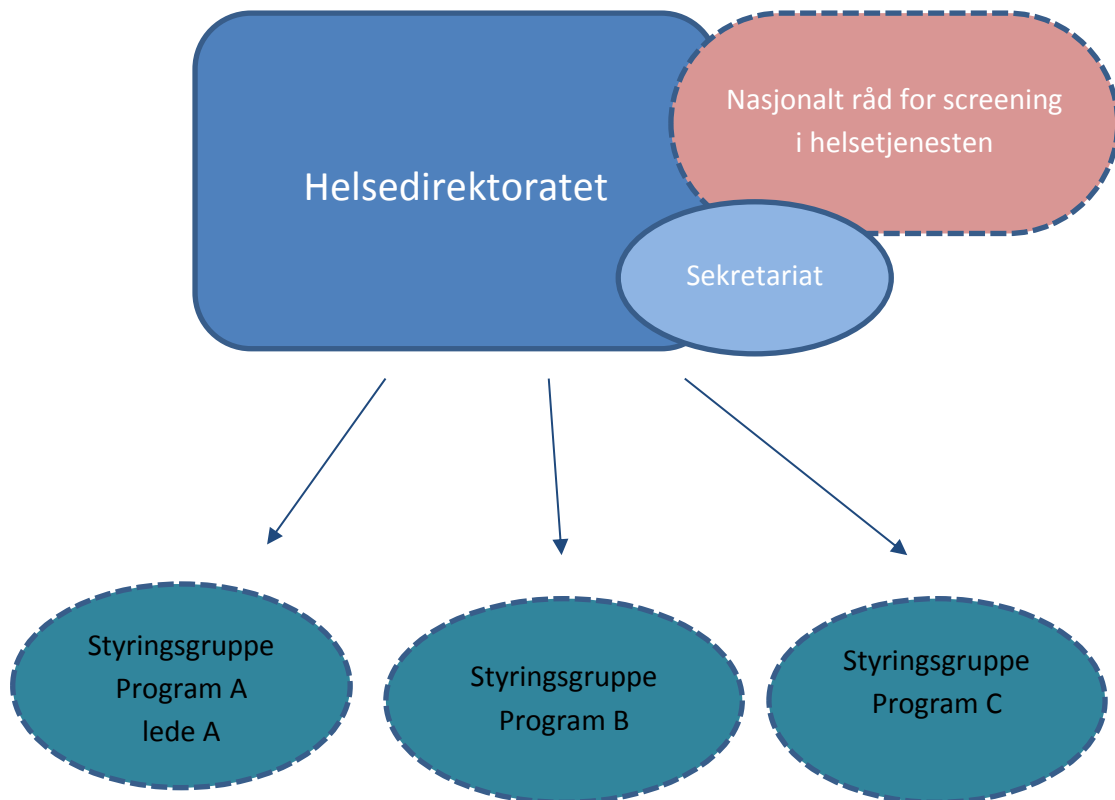 Nasjonalt råd for screening
i helsetjenesten
Helsedirektoratet
Sekretariat
Styringsgruppe
Program A
lede A
Styringsgruppe
Program B
Styringsgruppe
Program C